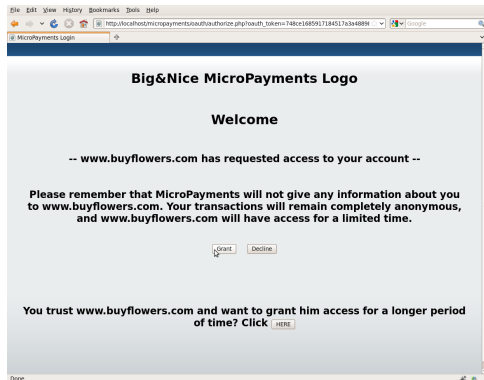 File Edit View History Bookmarks Tools Help
http://localhost/micropayments/oauth/authorize.php?oauth_token=748ce1685917184517a3a4889l
Google
MicroPayments Login
Big&Nice MicroPayments Logo
Welcome
-- www.buyflowers.com has requested access to your account --
Please remember that MicroPayments will not give any information about you
to www.buyflowers.com. Your transactions will remain completely anonymous,
and www.buyflowers.com will have access for a limited time.
Grant Decline
You trust www.buyflowers.com and want to grant him access for a longer period
of time? Click HERE
Done